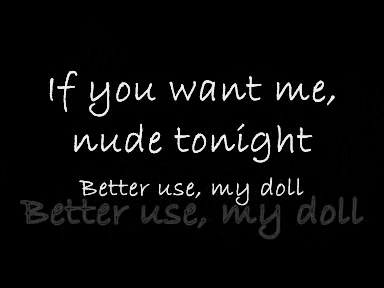 If you want me,
nude tonight
Better use, my doll
Better use, my doll